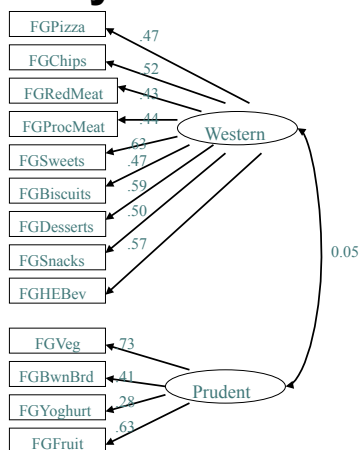 FGPizza
.47
FGChips
.52
FGRedMeat
.43
FGProcMeat
.44
Western
FGSweets
.63
FGBiscuits
.47
FGDesserts
.59
FGSnacks
.50
FGHEBev
.57
0.05
FGVeg
.73
FGBwnBrd
.41
Prudent
FGYoghurt
.28
FGFruit
.63